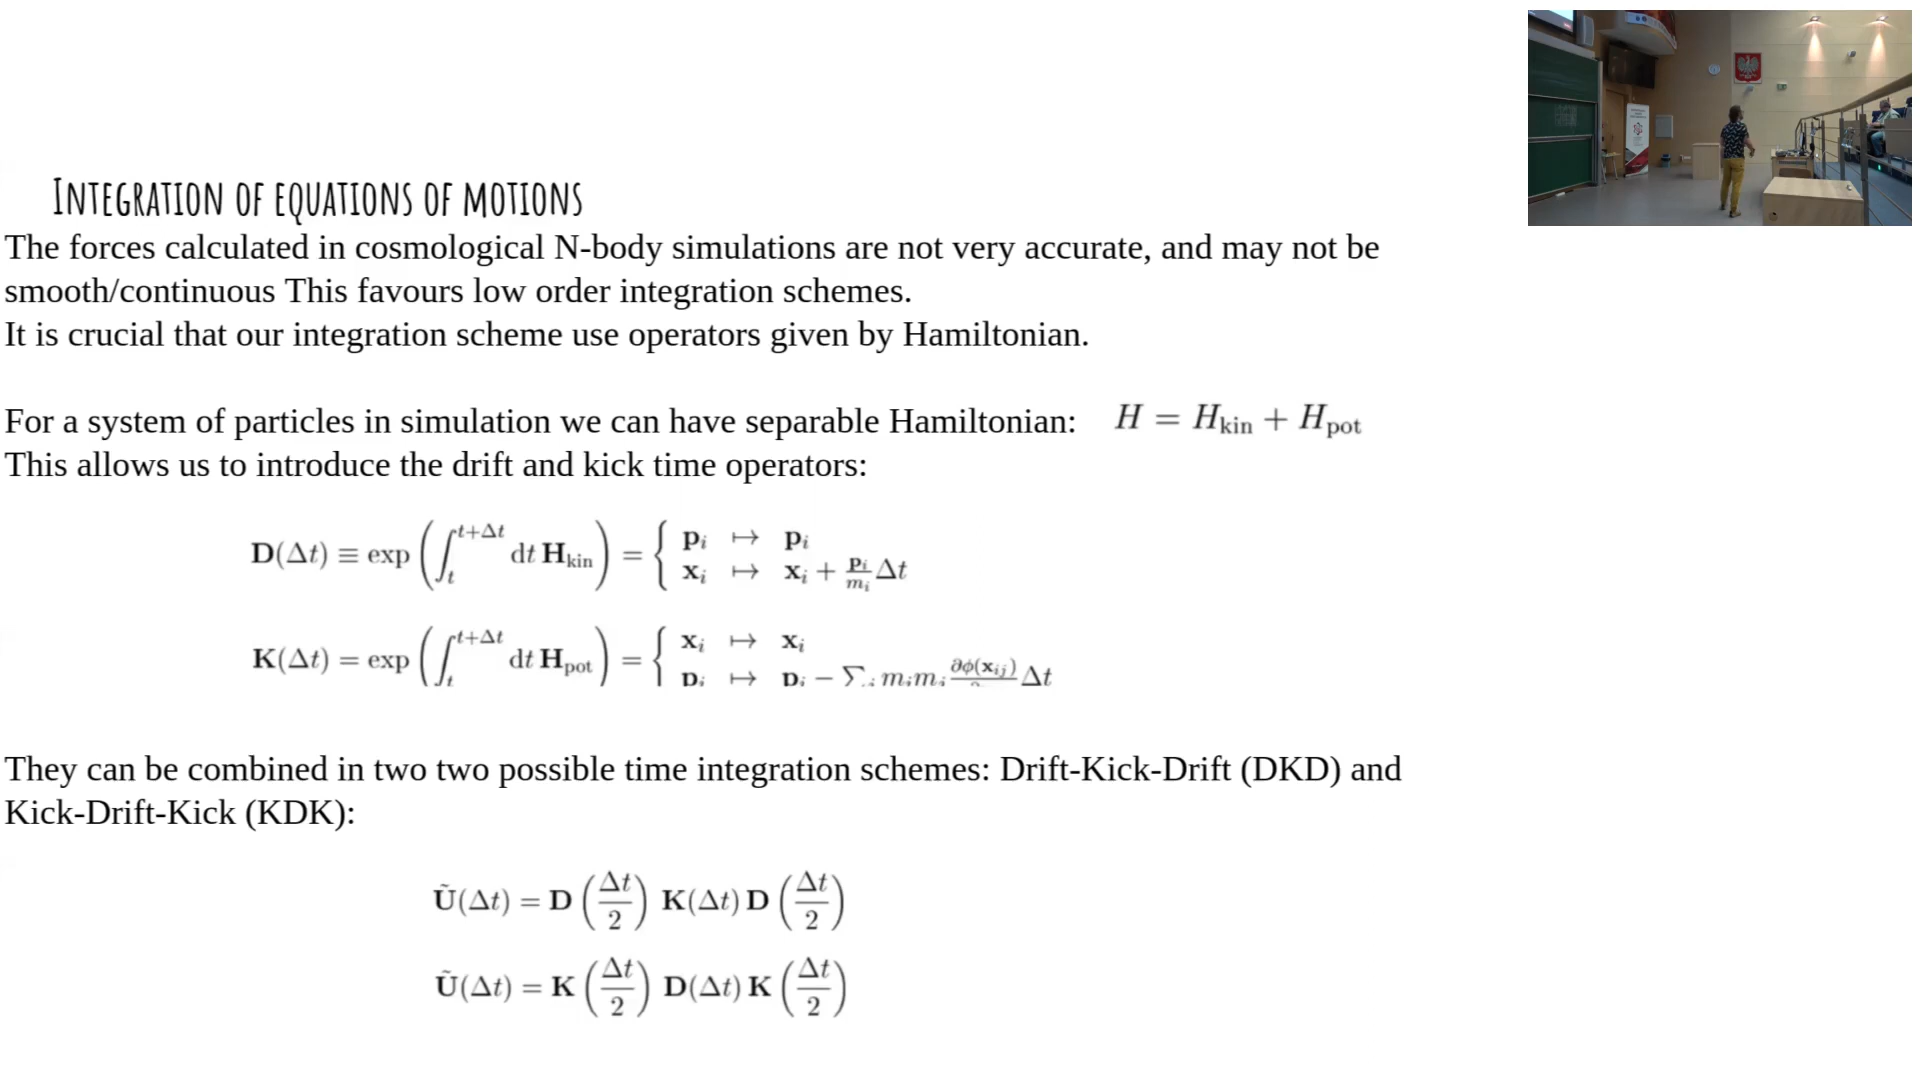 INTEGRATION OF EQUATIONS OF MOTIONS
The forces calculated in cosmological N-body simulations are not very accurate, and may not be
smooth/continuous This favours low order integration schemes.
It is crucial that our integration scheme use operators given by Hamiltonian.
For a system of particles in simulation we can have separable Hamiltonian: H = H_kin + H_pot
This allows us to introduce the drift and kick time operators:
D(Δt) ≡ exp(∫_t^{t+Δt} dt H_kin) = { p_i ↦ p_i
x_i ↦ x_i + p_i/m_i Δt
K(Δt) = exp(∫_t^{t+Δt} dt H_pot) = { x_i ↦ x_i
p_i ↦ p_i − ∑ m_i m_j ∂ϕ(x_ij) Δt
They can be combined in two two possible time integration schemes: Drift-Kick-Drift (DKD) and
Kick-Drift-Kick (KDK):
Ũ(Δt) = D(Δt/2) K(Δt) D(Δt/2)
Ũ(Δt) = K(Δt/2) D(Δt) K(Δt/2)